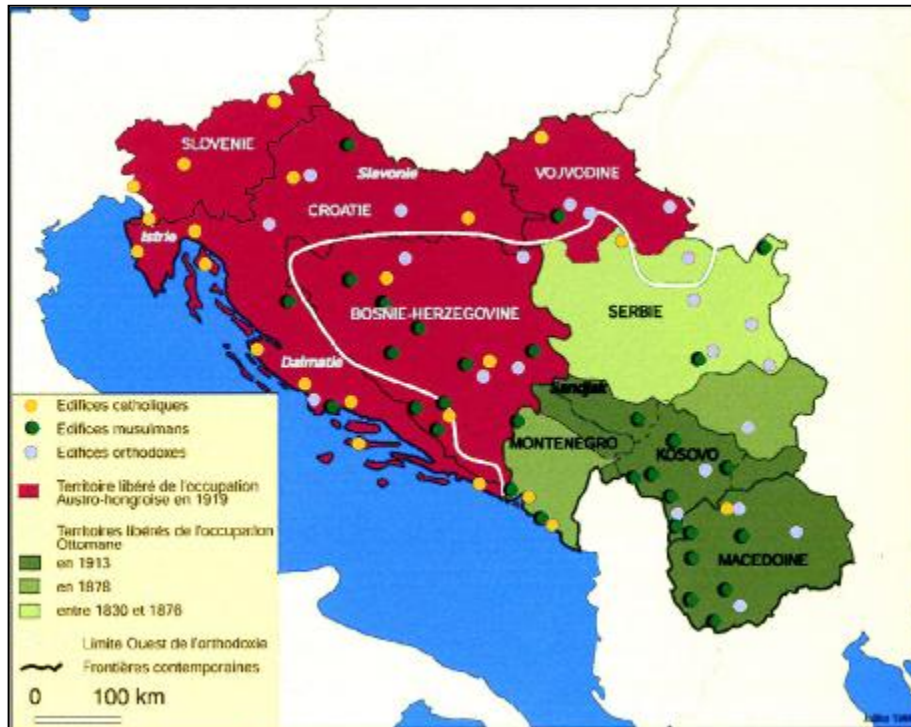 SLOVENIE
Slavonie
VOJVODINE
CROATIE
Istrie
BOSNIE-HERZEGOVINE
SERBIE
Dalmatie
Sandjak
MONTENEGRO
KOSOVO
MACEDOINE
Edifices catholiques
Edifices musulmans
Edifices orthodoxes
Territoire libéré de l'occupation
Austro-hongroise en 1919
Territoires libérés de l'occupation
Ottomane
en 1913
en 1878
entre 1830 et 1876
Limite Ouest de l'orthodoxie
Frontières contemporaines
0 100 km